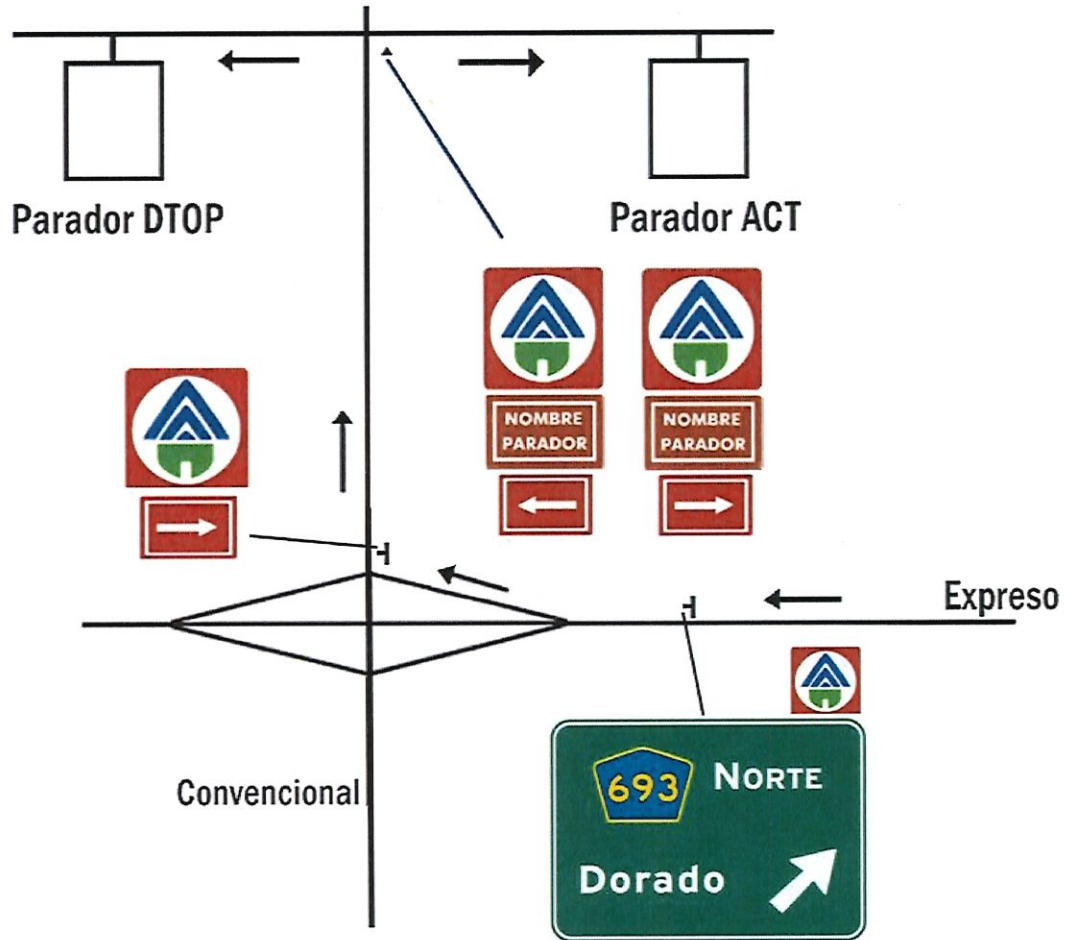 Parador DTOP
Parador ACT
NOMBRE
PARADOR
NOMBRE
PARADOR
Expreso
Convencional
693 NORTE
Dorado